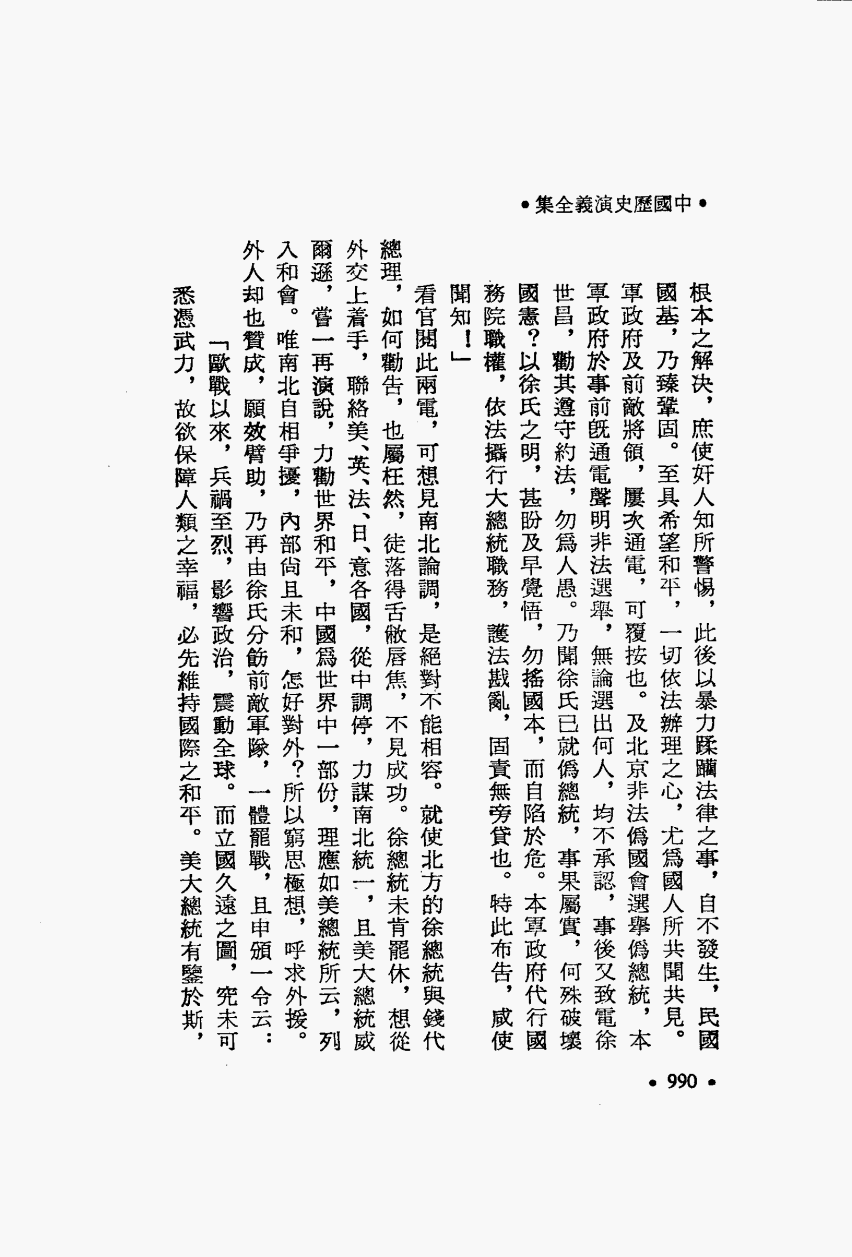 •中國歷史演義全集•
根本之解決，庶使奸人知所警惕，此後以暴力蹂躪法律之事，自不發生，民國
國基，乃臻鞏固。至具希望和平，一切依法辦理之心，尤爲國人所共聞共見。
軍政府及前敵將領，屢次通電，可覆按也。及北京非法僞國會選舉僞總統，本
軍政府於事前旣通電聲明非法選舉，無論選出何人，均不承認，事後又致電徐
世昌，勸其遵守約法，勿爲人愚。乃聞徐氏已就僞總統，事果屬實，何殊破壞
國憲？以徐氏之明，甚盼及早覺悟，勿搖國本，而自陷於危。本軍政府代行國
務院職權，依法攝行大總統職務，護法戡亂，固責無旁貸也。特此布告，咸使
聞知！」
看官閱此兩電，可想見南北論調，是絕對不能相容。就使北方的徐總統與錢代
總理，如何勸告，也屬枉然，徒落得舌敝唇焦，不見成功。徐總統未肯罷休，想從
外交上着手，聯絡美、英、法、日、意各國，從中調停，力謀南北統一，且美大總統威
爾遜，嘗一再演說，力勸世界和平，中國爲世界中一部份，理應如美總統所云，列
入和會。唯南北自相爭擾，內部尙且未和，怎好對外？所以窮思極想，呼求外援。
外人却也贊成，願效臂助，乃再由徐氏分飭前敵軍隊，一體罷戰，且申頒一令云：
「歐戰以來，兵禍至烈，影響政治，震動全球。而立國久遠之圖，究未可
悉憑武力，故欲保障人類之幸福，必先維持國際之和平。美大總統有鑒於斯，
•990•